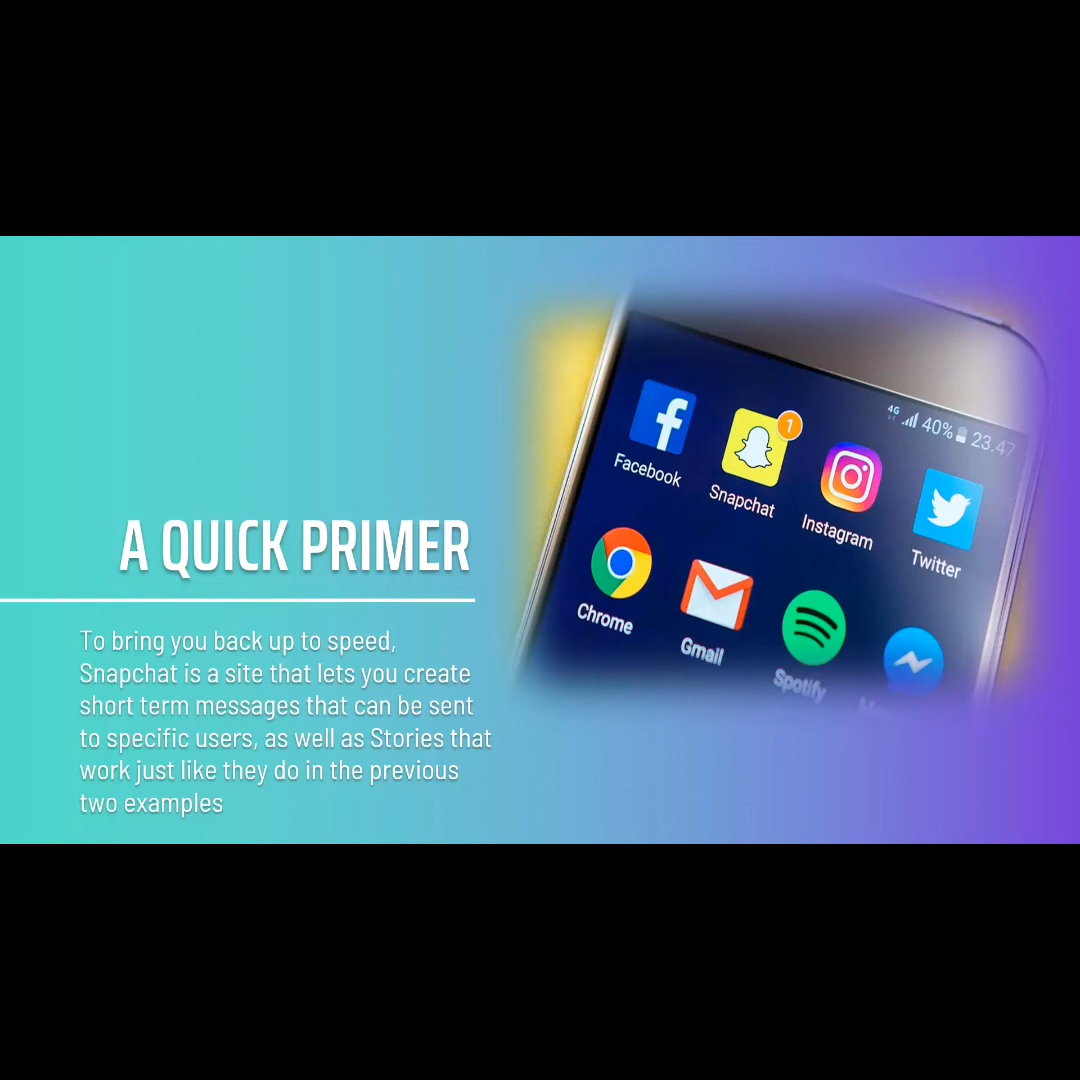 A QUICK PRIMER
To bring you back up to speed,
Snapchat is a site that lets you create
short term messages that can be sent
to specific users, as well as Stories that
work just like they do in the previous
two examples
4G 40% 23.47
1
Facebook
Snapchat
Instagram
Twitter
Chrome
Gmail
Spotify